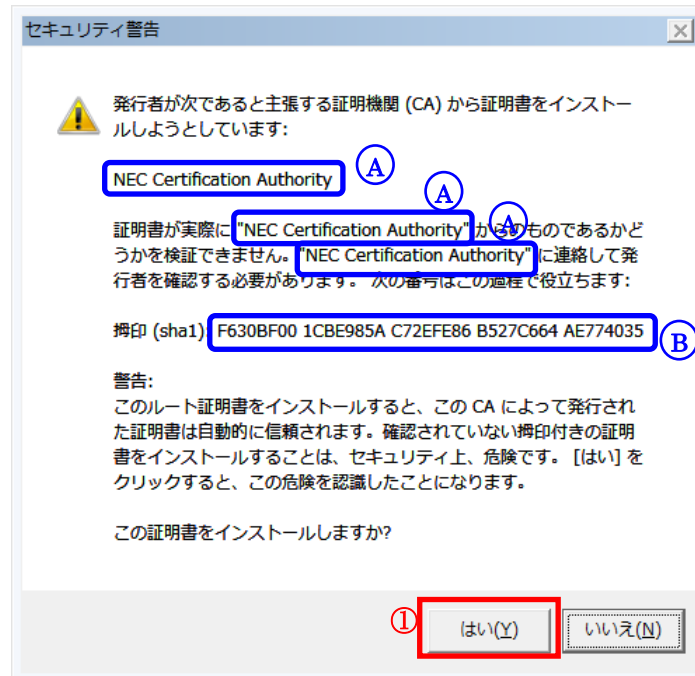 セキュリティ警告
発行者が次であると主張する証明機関 (CA) から証明書をインストー
ルしようとしています:
NEC Certification Authority
Ⓐ
Ⓐ
証明書が実際に "NEC Certification Authority" からのものであるかど
Ⓐ
うかを検証できません。 "NEC Certification Authority" に連絡して発
行者を確認する必要があります。 次の番号はこの過程で役立ちます:
拇印 (sha1): F630BF00 1CBE985A C72EFE86 B527C664 AE774035
Ⓑ
警告:
このルート証明書をインストールすると、この CA によって発行され
た証明書は自動的に信頼されます。確認されていない拇印付きの証明
書をインストールすることは、セキュリティ上、危険です。 [はい] を
クリックすると、この危険を認識したことになります。
この証明書をインストールしますか?
①
はい(Y)
いいえ(N)